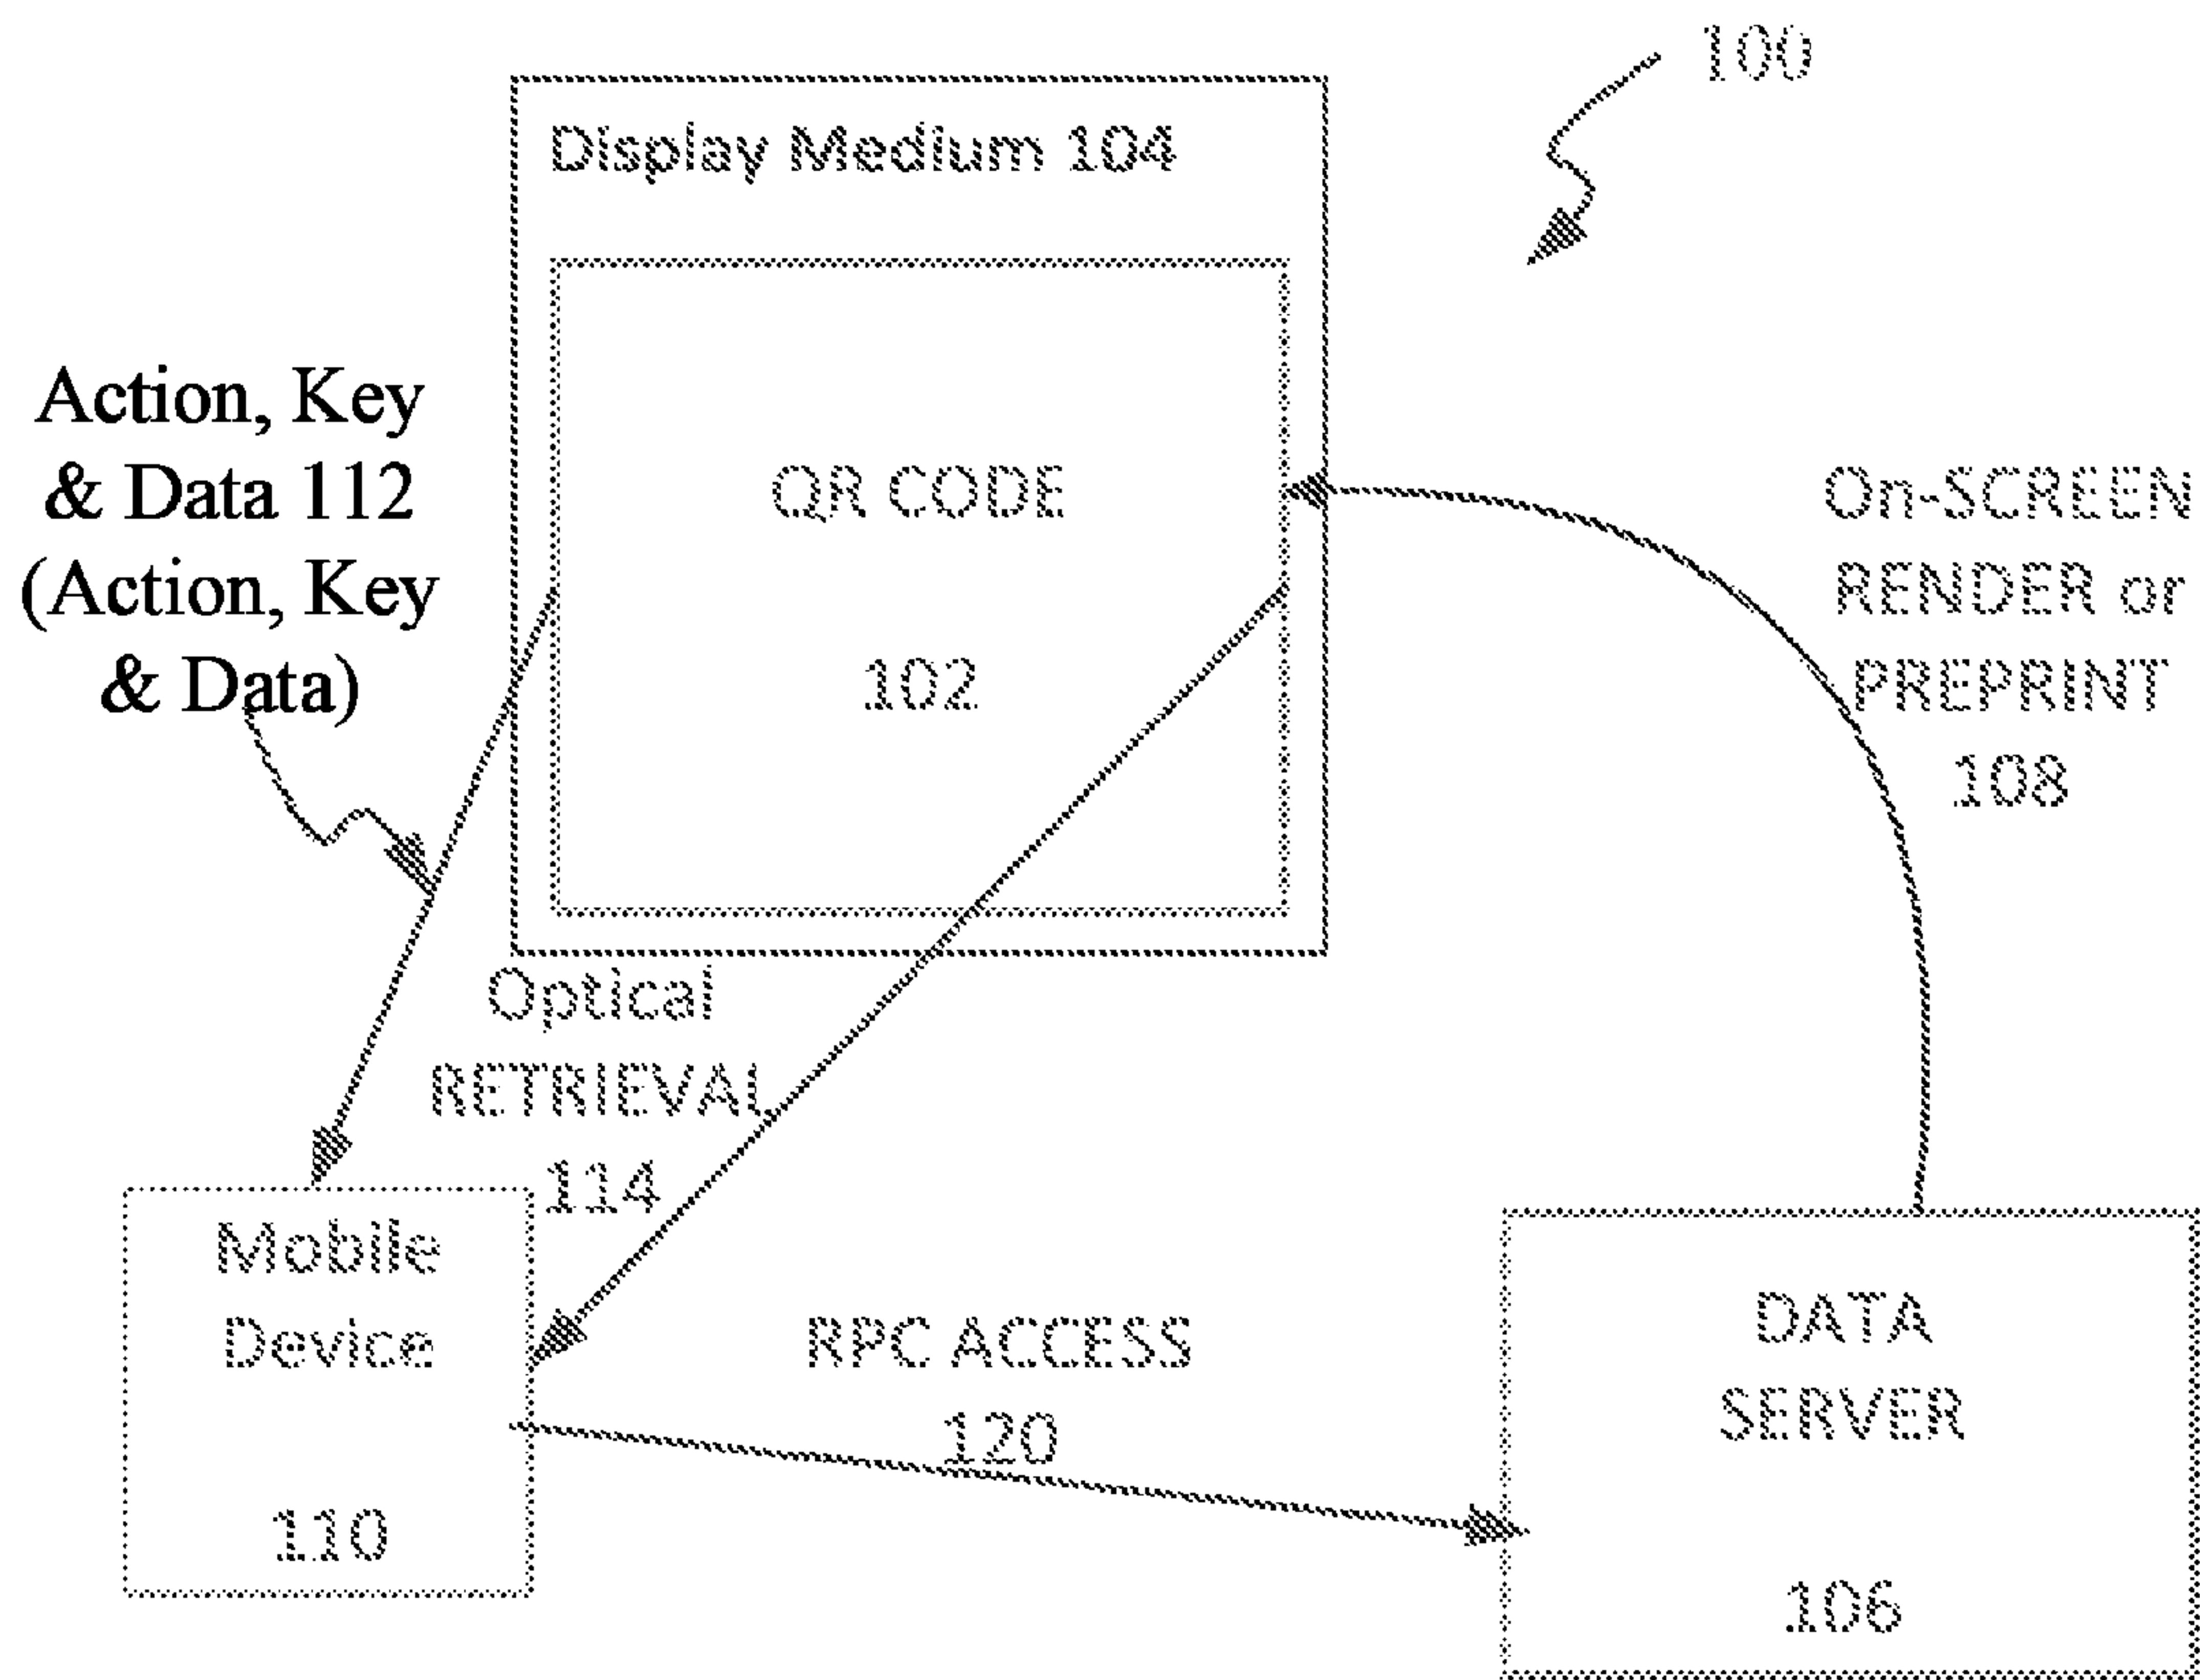 100
Display Medium 104
Action, Key
& Data 112
(Action, Key
& Data)
QR CODE
102
On-SCREEN
RENDER or
PREPRINT
108
Optical
RETRIEVAL
114
Mobile
Device
110
RPC ACCESS
120
DATA
SERVER
106